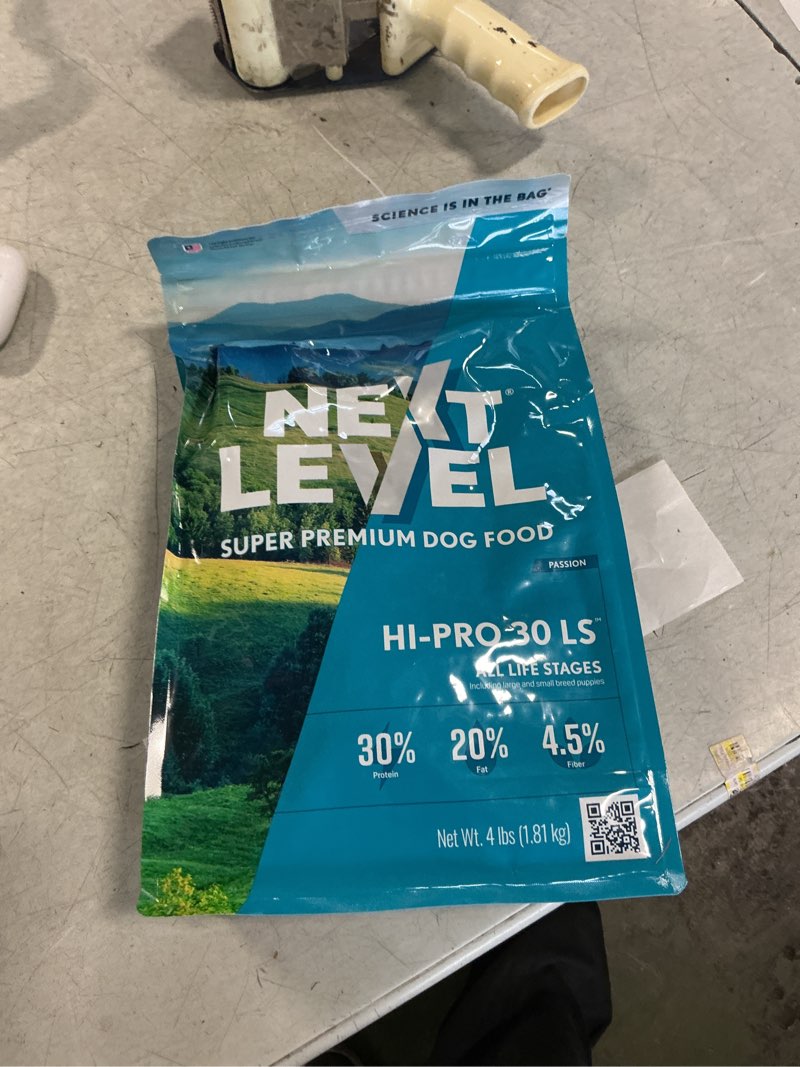 SCIENCE IS IN THE BAG
NEXT
LEVEL®
SUPER PREMIUM DOG FOOD
PASSION
HI-PRO-30 LS™
ALL LIFE STAGES
Including large and small breed puppies
30% 20% 4.5%
Protein Fat Fiber
Net Wt. 4 lbs (1.81 kg)